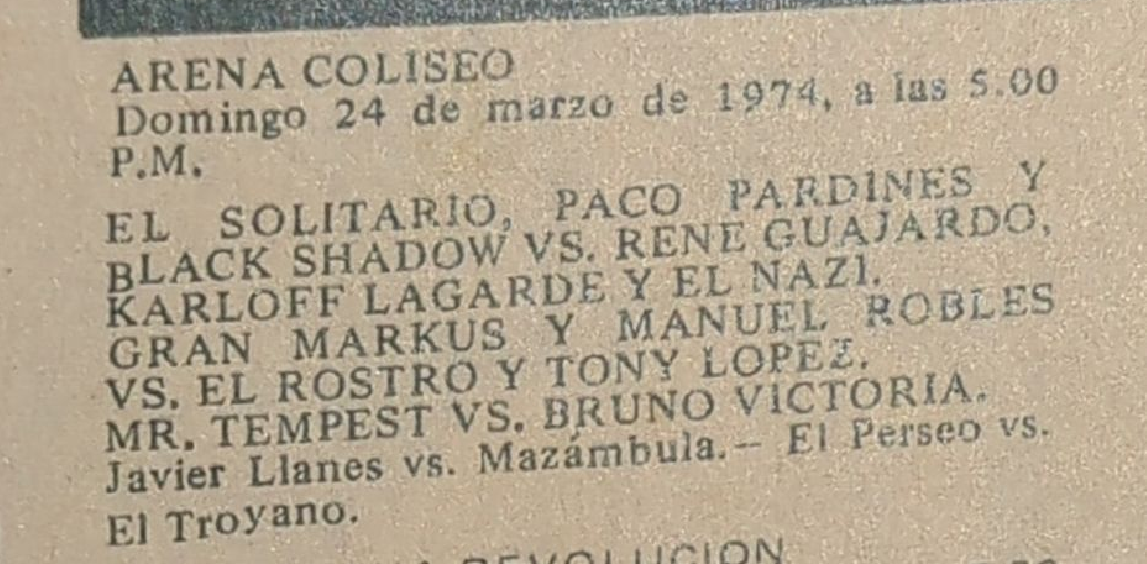 ARENA COLISEO
Domingo 24 de marzo de 1974, a las 5.00
P.M.
EL SOLITARIO, PACO PARDINES Y
BLACK SHADOW VS. RENE GUAJARDO,
KARLOFF LAGARDE Y EL NAZI.
GRAN MARKUS Y MANUEL ROBLES
VS. EL ROSTRO Y TONY LOPEZ.
MR. TEMPEST VS. BRUNO VICTORIA.
Javier Llanes vs. Mazámbula.— El Perseo vs.
El Troyano.
REVOLUCION